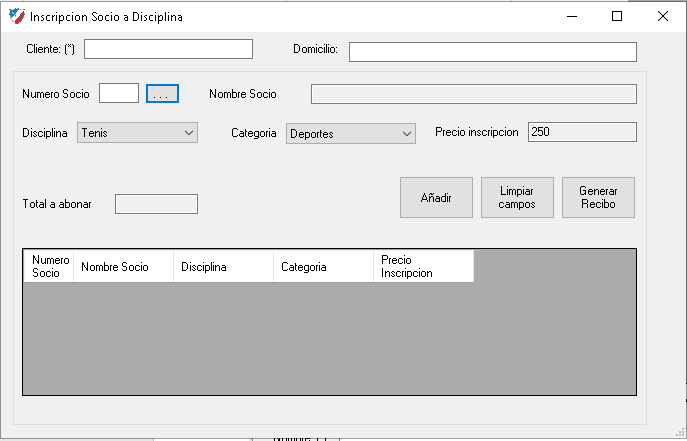 Inscripcion Socio a Disciplina
Cliente: (*)
Domicilio:
Numero Socio
...
Nombre Socio
Disciplina
Tenis
Categoria
Deportes
Precio inscripcion
250
Total a abonar
Añadir
Limpiar
campos
Generar
Recibo
Numero
Socio
Nombre Socio
Disciplina
Categoria
Precio
Inscripcion